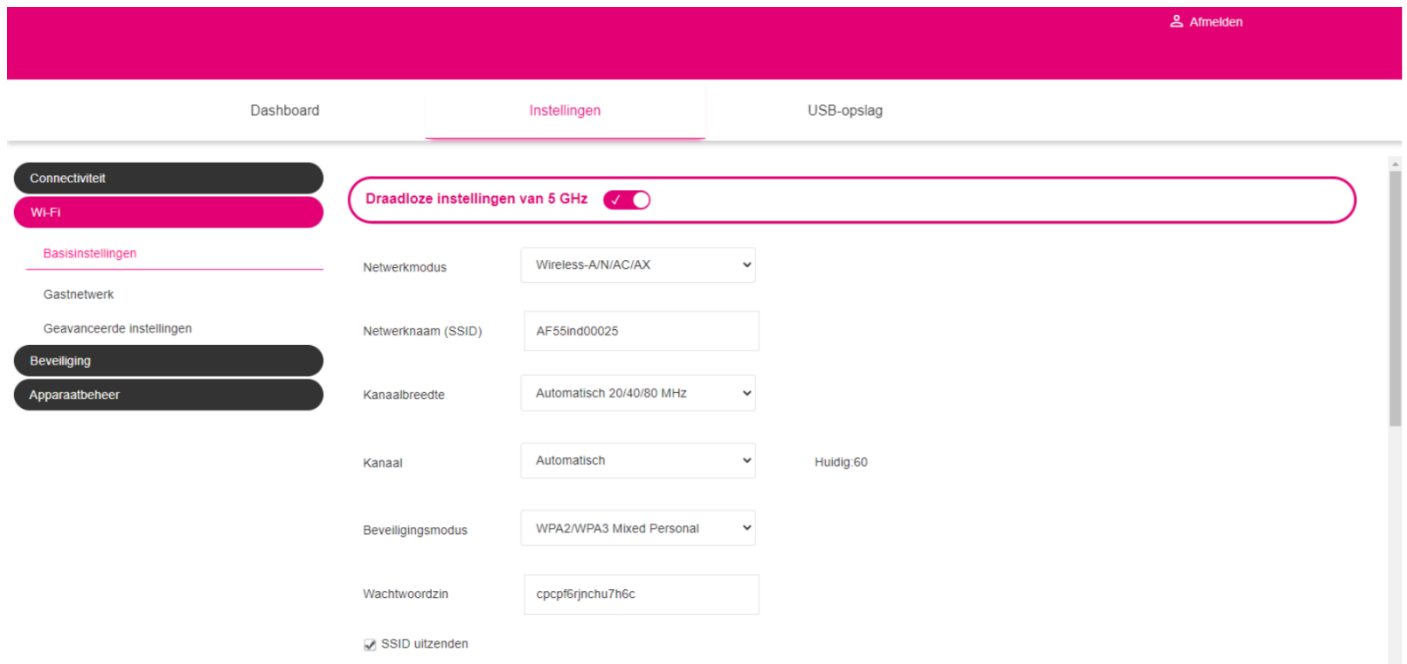 Afmelden
Dashboard
Instellingen
USB-opslag
Connectiviteit
Wi-Fi
Basisinstellingen
Gastnetwerk
Geavanceerde instellingen
Beveiliging
Apparaatbeheer
Draadloze instellingen van 5 GHz
Netwerkmodus
Wireless-A/N/AC/AX
Netwerknaam (SSID)
AF55ind00025
Kanaalbreedte
Automatisch 20/40/80 MHz
Kanaal
Automatisch
Huidig:60
Beveiligingsmodus
WPA2/WPA3 Mixed Personal
Wachtwoordzin
cpcpf6rjnchu7h6c
SSID uitzenden